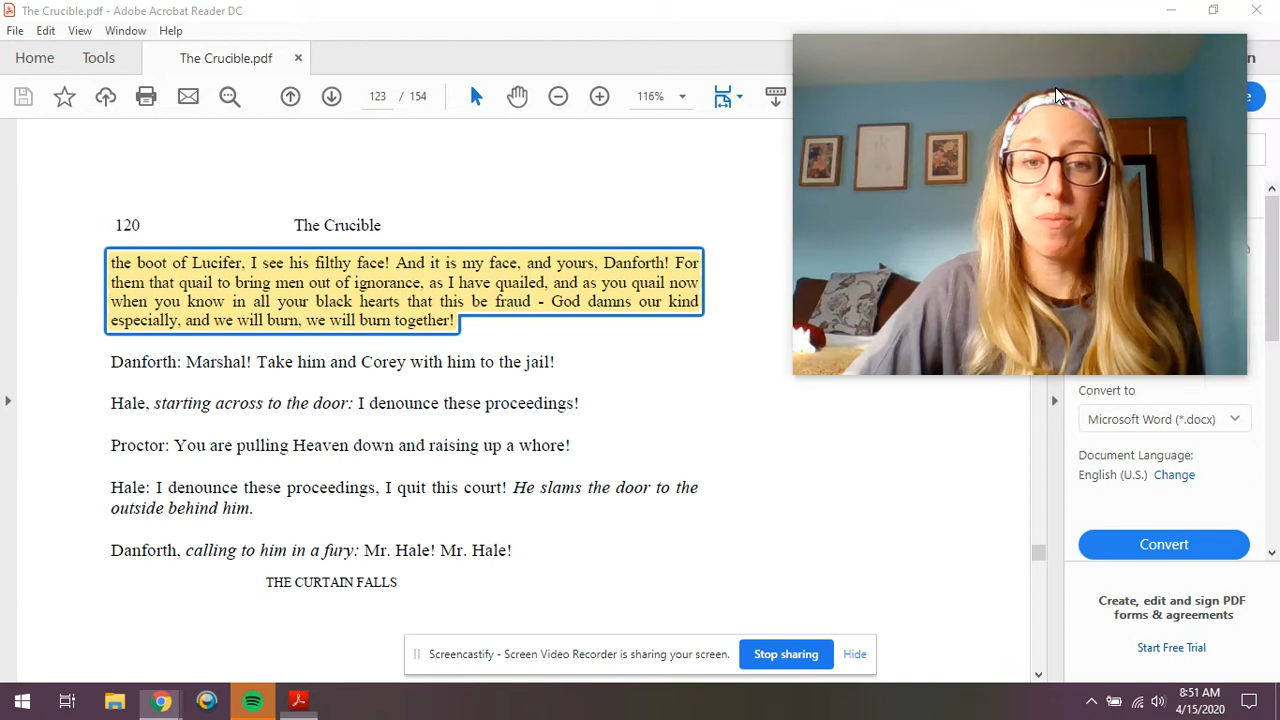 The Crucible.pdf - Adobe Acrobat Reader DC
File Edit View Window Help
Home Tools The Crucible.pdf × n
123 / 154 116% e
120 The Crucible
the boot of Lucifer, I see his filthy face! And it is my face, and yours, Danforth! For
them that quail to bring men out of ignorance, as I have quailed, and as you quail now
when you know in all your black hearts that this be fraud - God damns our kind
especially, and we will burn, we will burn together!
Danforth: Marshal! Take him and Corey with him to the jail!
Hale, starting across to the door: I denounce these proceedings!
Proctor: You are pulling Heaven down and raising up a whore!
Hale: I denounce these proceedings, I quit this court! He slams the door to the
outside behind him.
Danforth, calling to him in a fury: Mr. Hale! Mr. Hale!
THE CURTAIN FALLS
Convert to
Microsoft Word (*.docx)
Document Language:
English (U.S.) Change
Convert
Create, edit and sign PDF
forms & agreements
Start Free Trial
Screencastify - Screen Video Recorder is sharing your screen. Stop sharing Hide
8:51 AM
4/15/2020